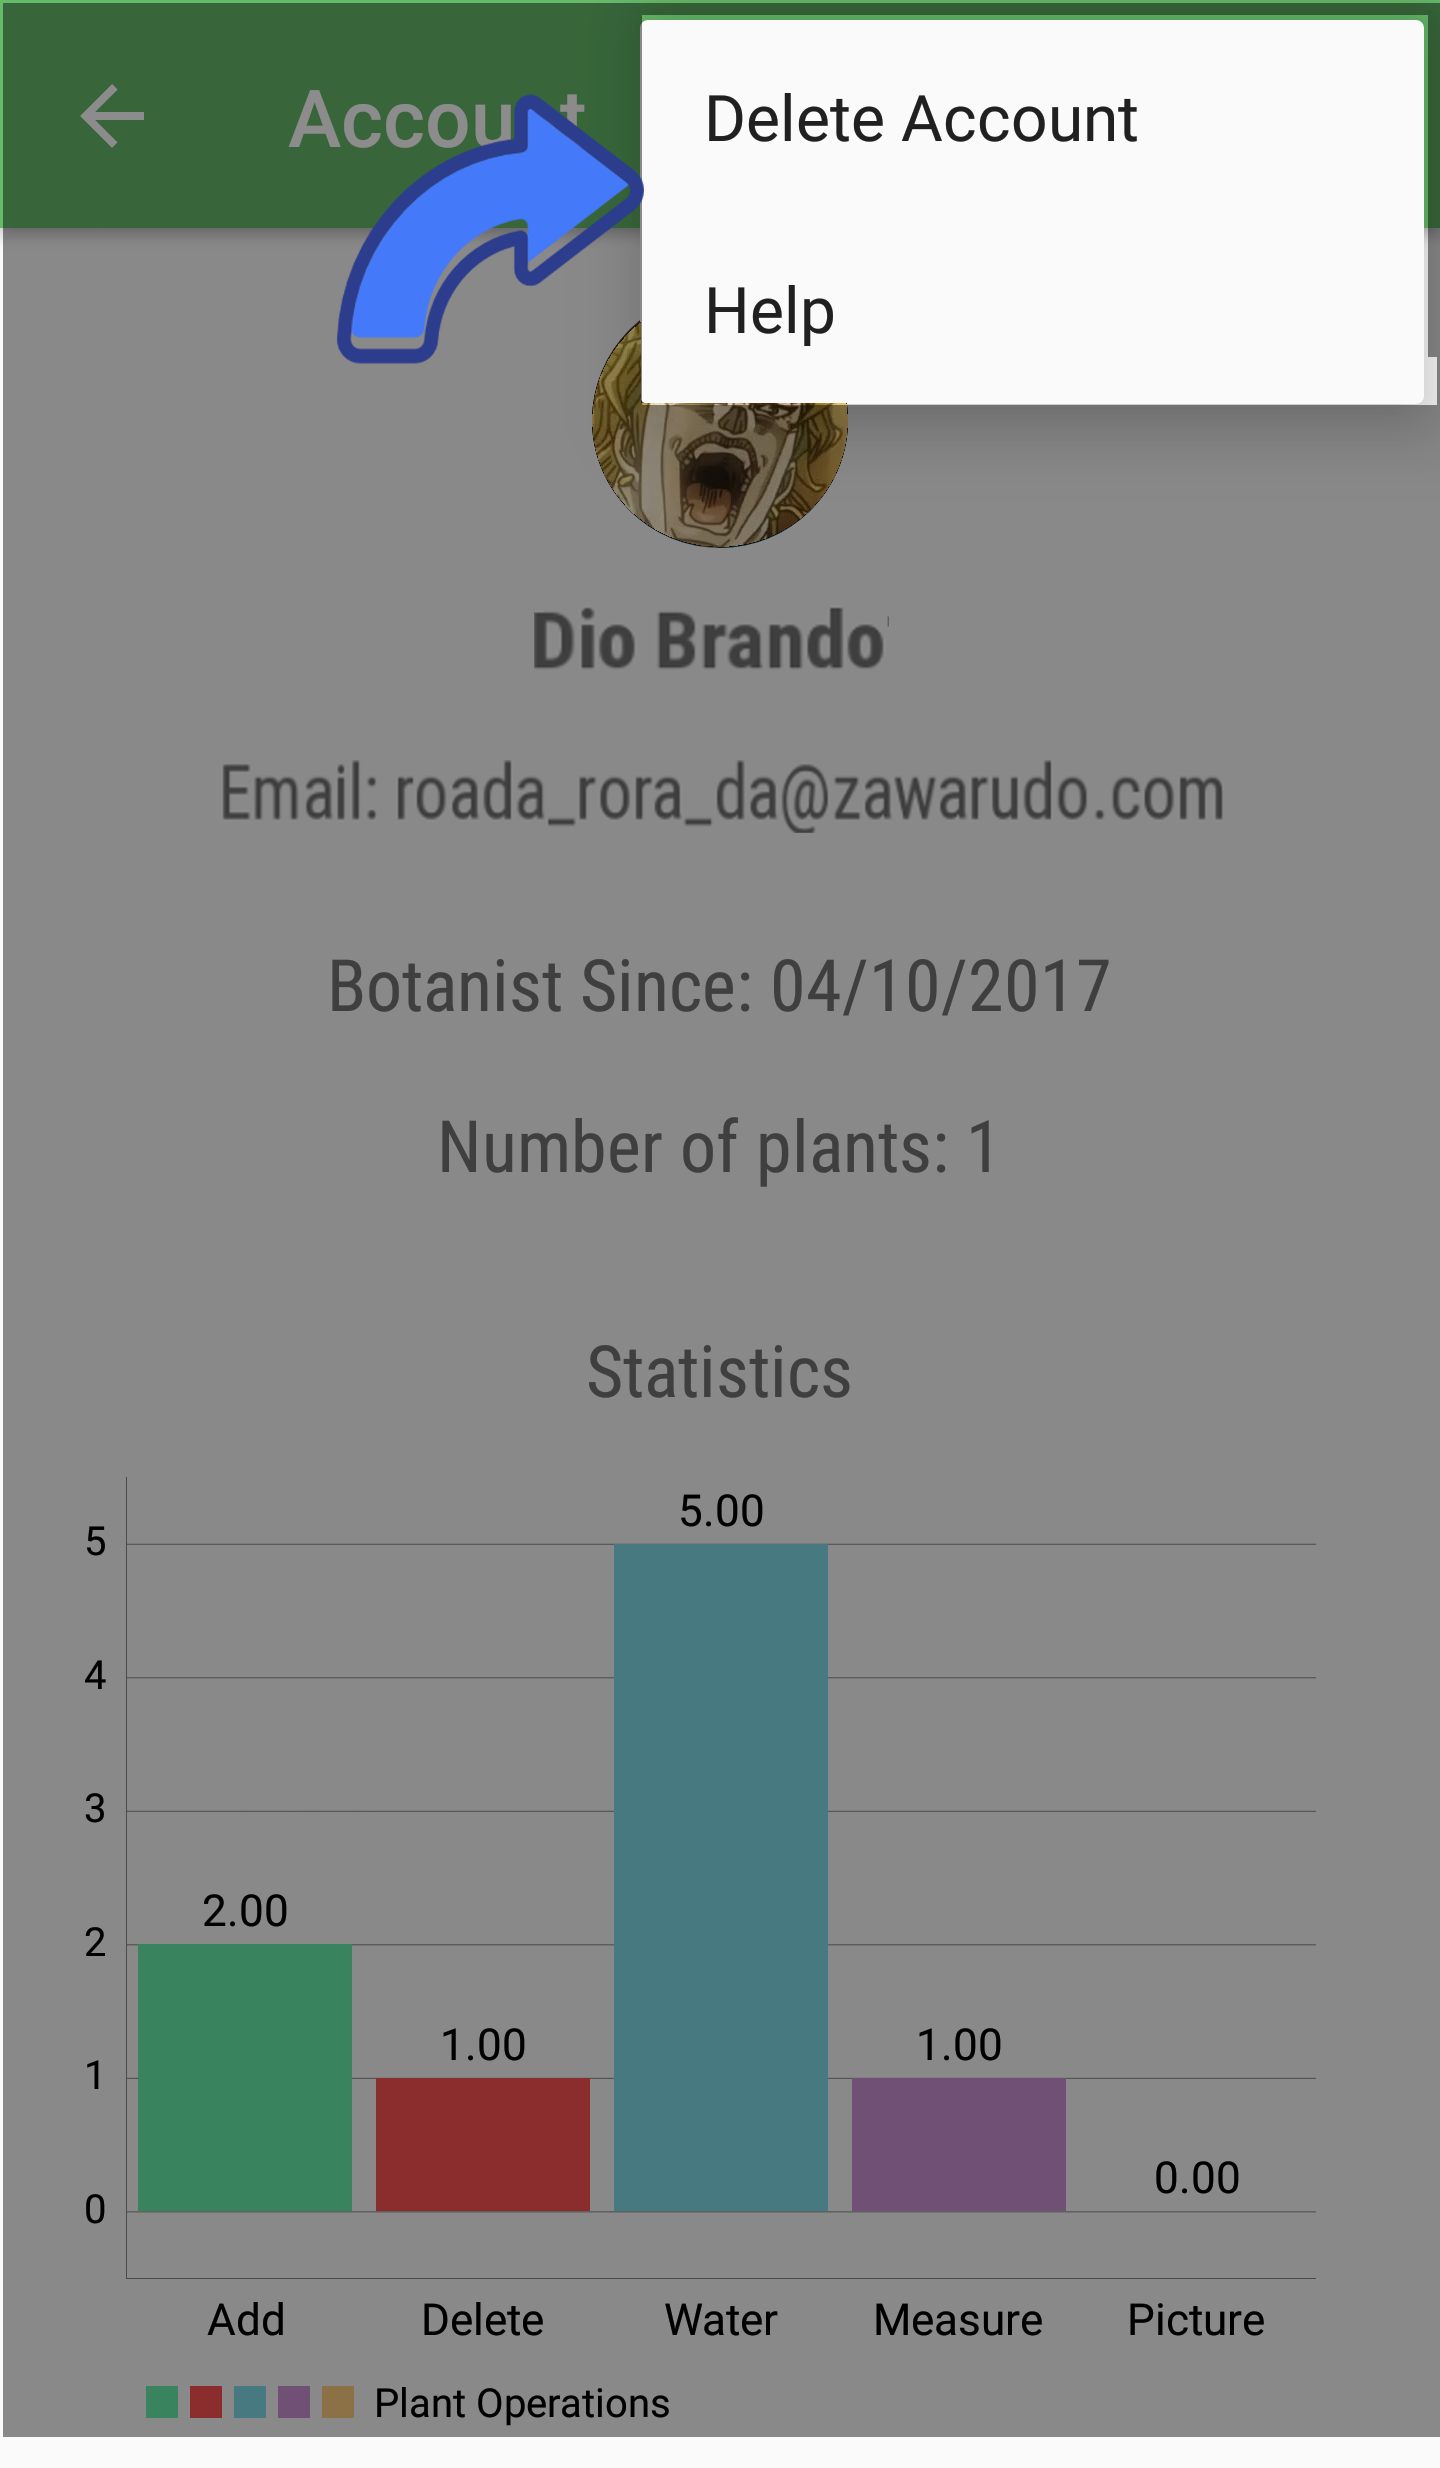 Account
Delete Account
Help
Dio Brando
Email: roada_rora_da@zawarudo.com
Botanist Since: 04/10/2017
Number of plants: 1
Statistics
5.00
5
4
3
2.00
2
1.00
1.00
1
0.00
0
Add Delete Water Measure Picture
Plant Operations